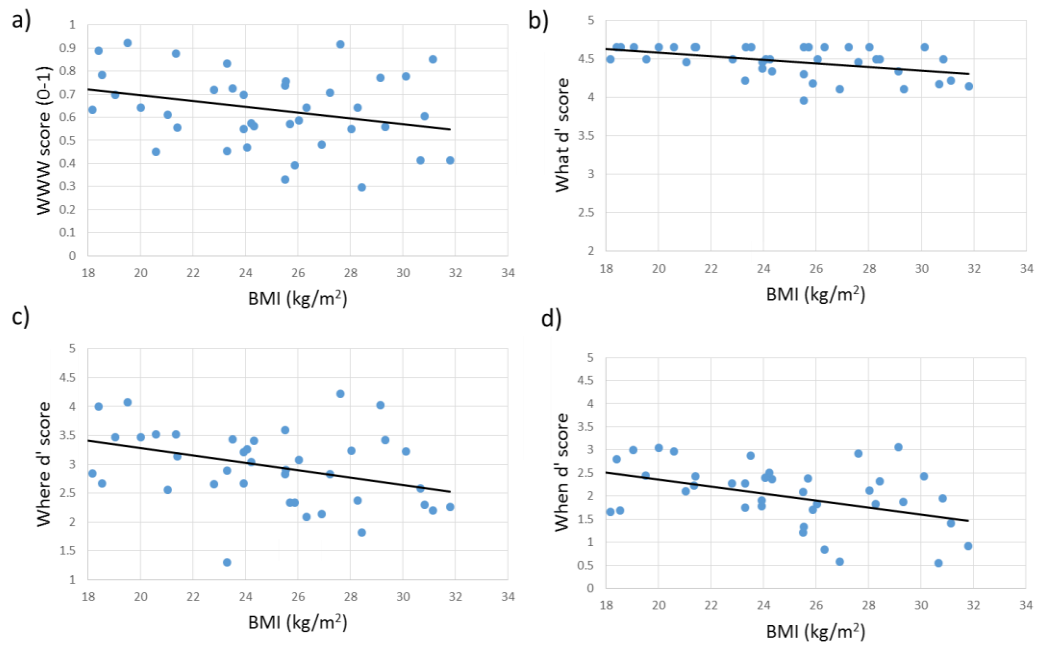 a)
WWW score (0-1)
1
0.9
0.8
0.7
0.6
0.5
0.4
0.3
0.2
0.1
0
18 20 22 24 26 28 30 32 34
BMI (kg/m²)
b)
What d' score
5
4.5
4
3.5
3
2.5
2
18 20 22 24 26 28 30 32 34
BMI (kg/m²)
c)
Where d' score
5
4.5
4
3.5
3
2.5
2
1.5
1
18 20 22 24 26 28 30 32 34
BMI (kg/m²)
d)
When d' score
5
4.5
4
3.5
3
2.5
2
1.5
1
0.5
0
18 20 22 24 26 28 30 32 34
BMI (kg/m²)